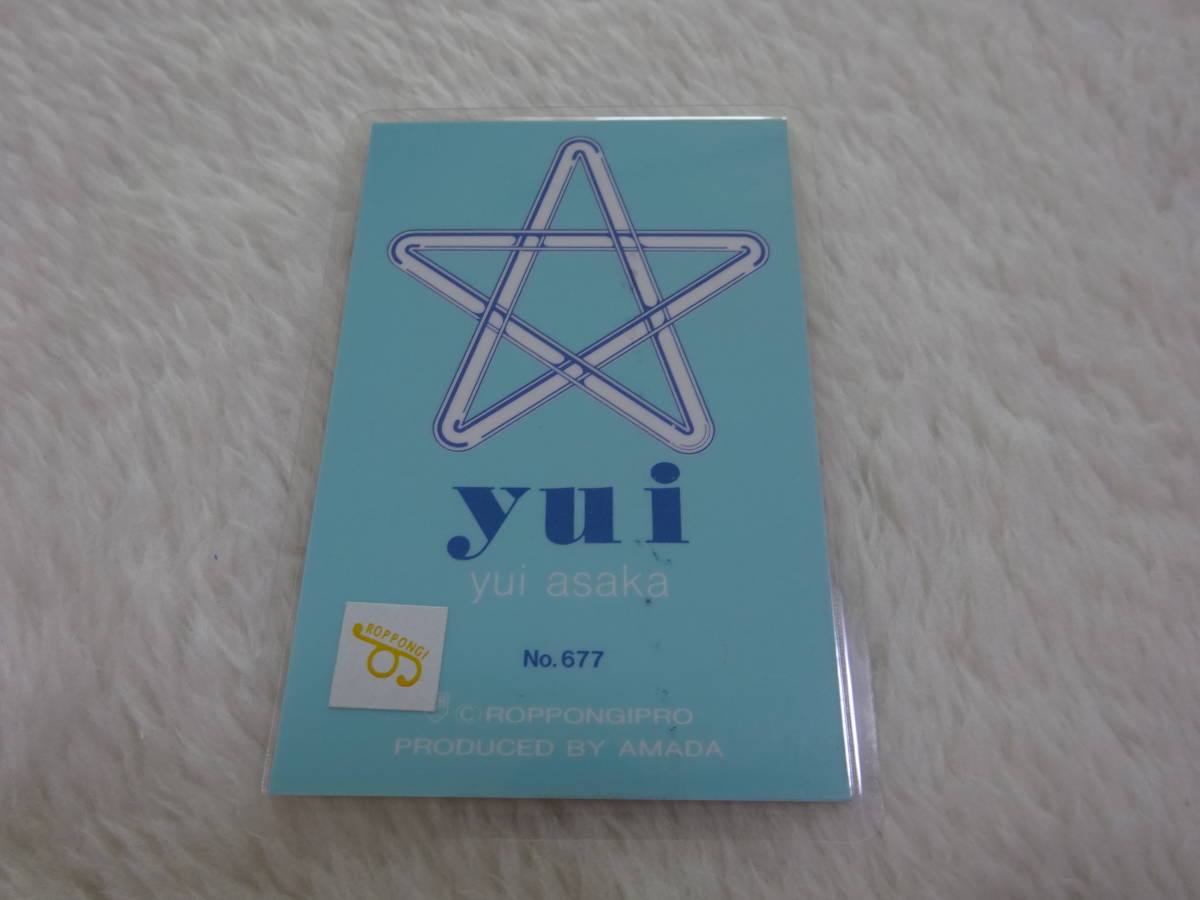 yui
yui asaka
ROPPONGI
No.677
©ROPPONGIPRO
PRODUCED BY AMADA